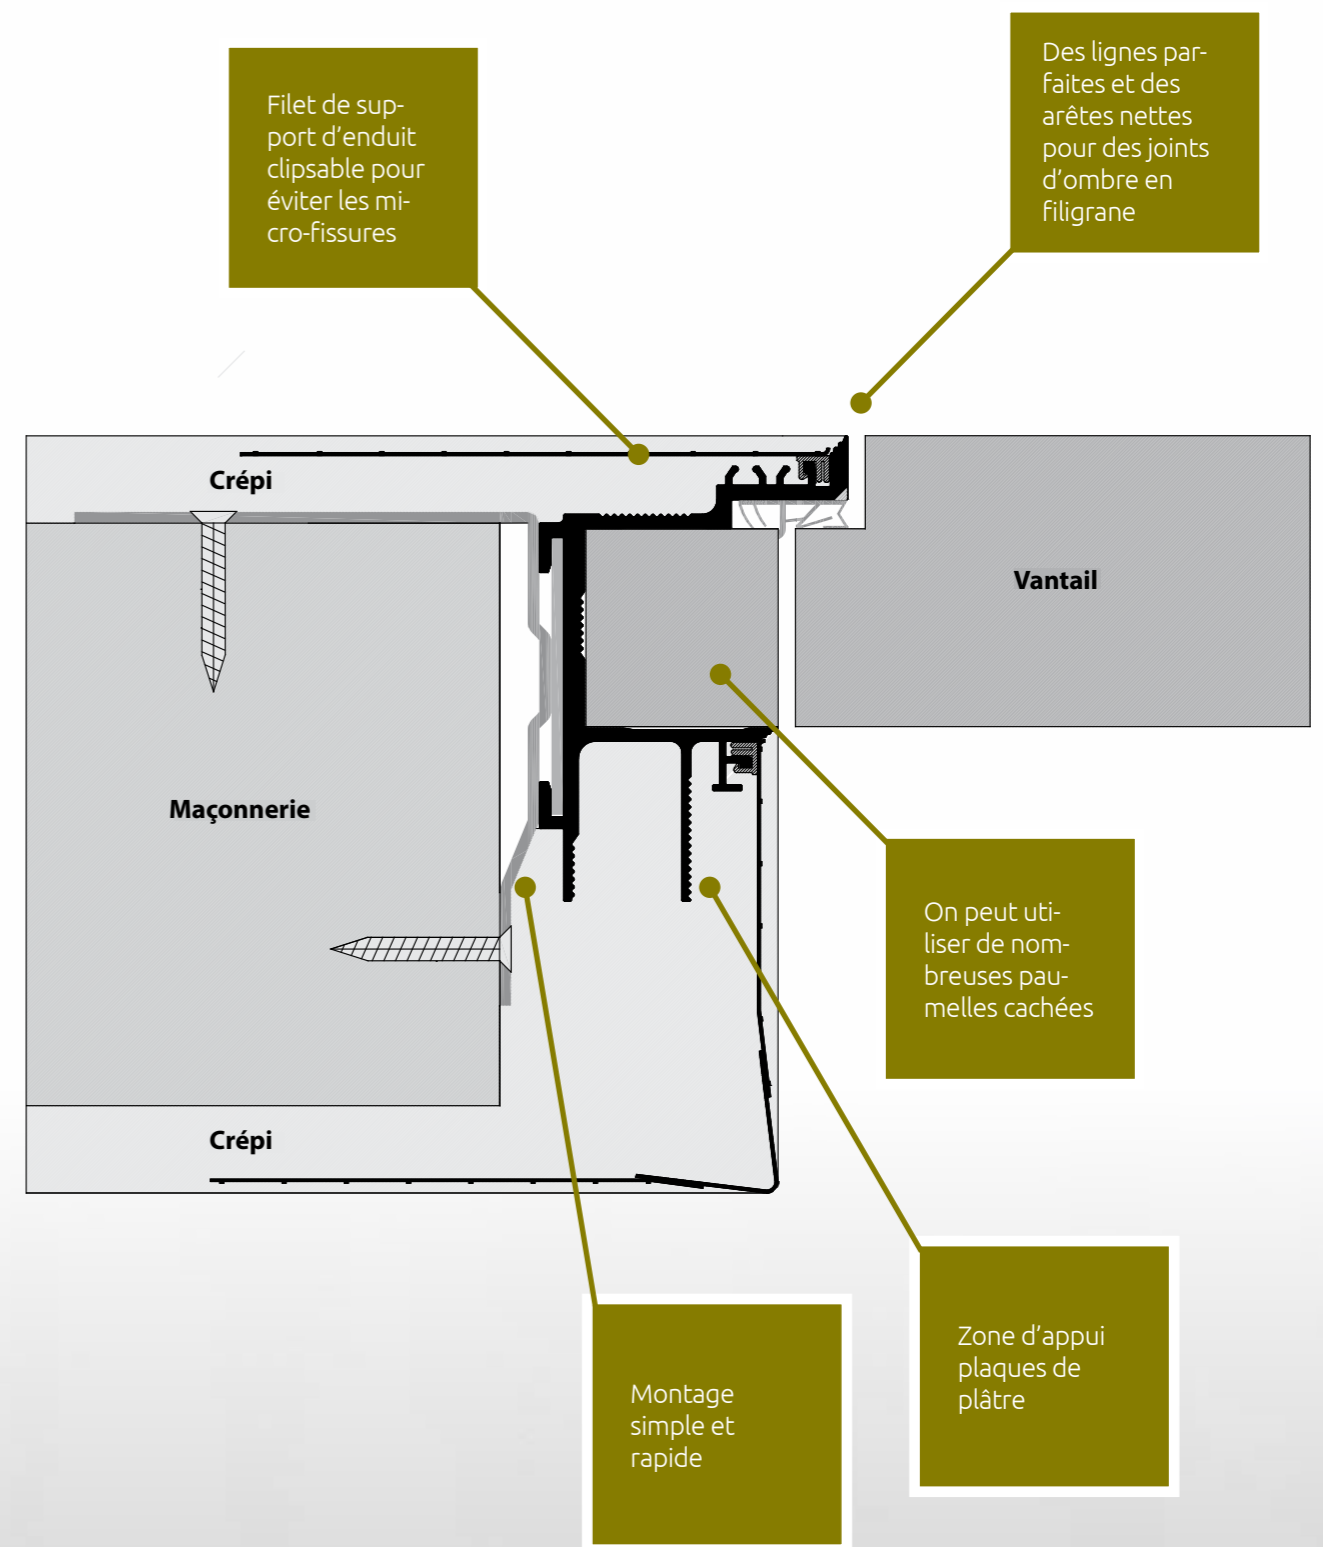 Des lignes par-
faites et des
arêtes nettes
pour des joints
d'ombre en
filigrane
Filet de sup-
port d'enduit
clipsable pour
éviter les mi-
cro-fissures
Crépi
Vantail
Maçonnerie
On peut uti-
liser de nom-
breuses pau-
melles cachées
Crépi
Zone d'appui
plaques de
plâtre
Montage
simple et
rapide